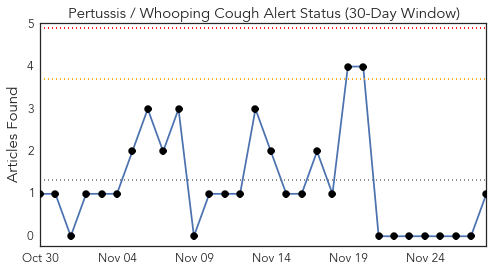 Pertussis / Whooping Cough Alert Status (30-Day Window)
Articles Found
5
4
3
2
1
0
Oct 30 Nov 04 Nov 09 Nov 14 Nov 19 Nov 24